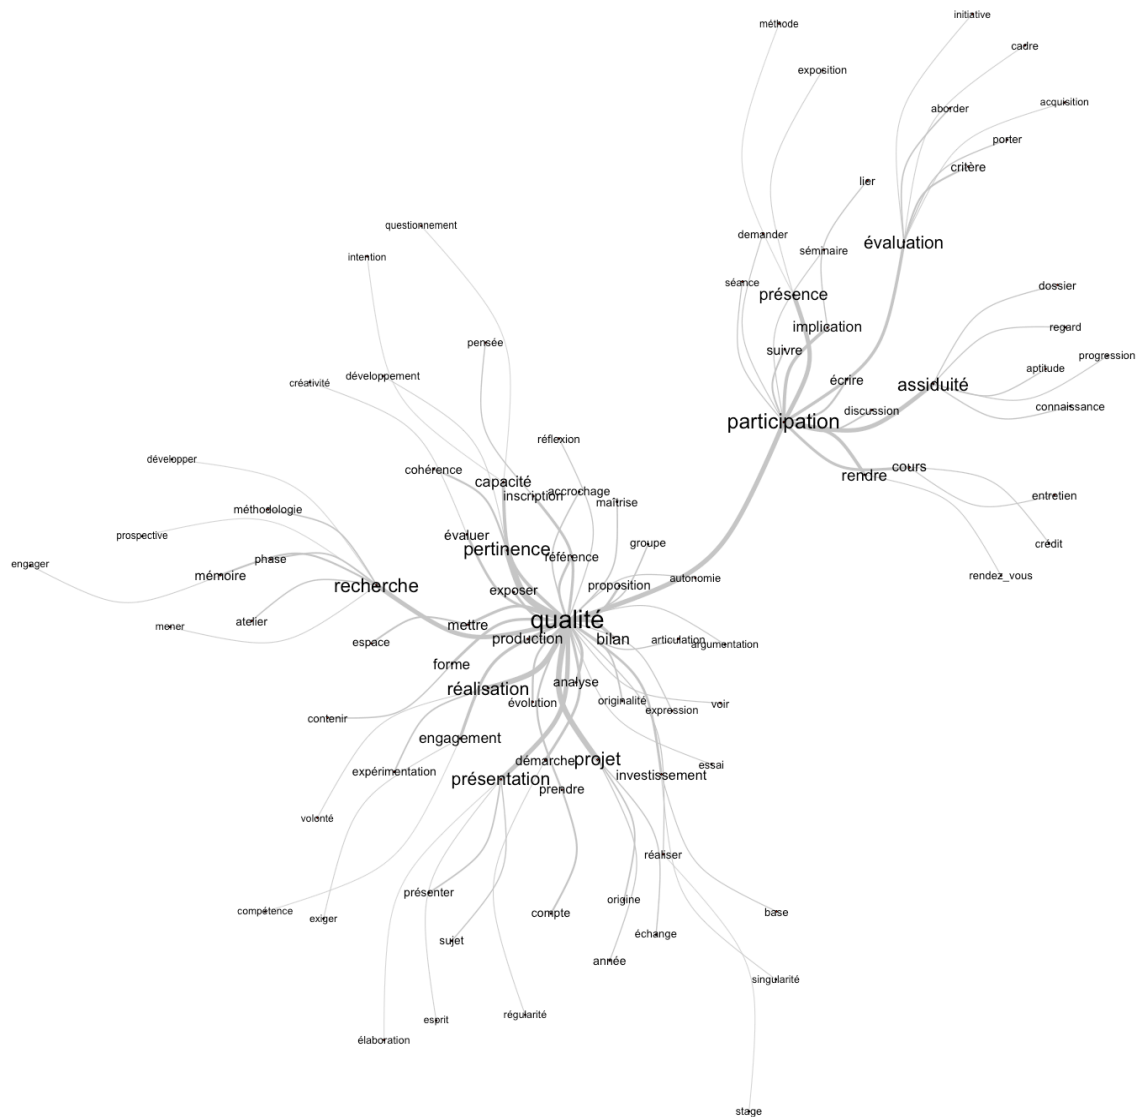 initiative
méthode
cadre
exposition
acquisition
aborder
porter
critère
lier
questionnement
demander
évaluation
séminaire
intention
séance
dossier
présence
implication
regard
pensée
suivre
progression
aptitude
développement
écrire
créativité
assiduité
connaissance
discussion
participation
réflexion
développer
cohérence
cours
rendre
capacité
accrochage
inscription
entretien
maîtrise
méthodologie
prospective
évaluer
groupe
crédit
pertinence
référence
phase
engager
mémoire
rendez_vous
autonomie
recherche
proposition
exposer
qualité
atelier
mettre
mener
production
bilan
articulation
espace
argumentation
forme
analyse
réalisation
originalité
évolution
voir
expression
contenir
engagement
démarche
projet
essai
expérimentation
investissement
présentation
prendre
volonté
réaliser
présenter
origine
compétence
compte
base
exiger
échange
sujet
année
singularité
régularité
esprit
élaboration
stage